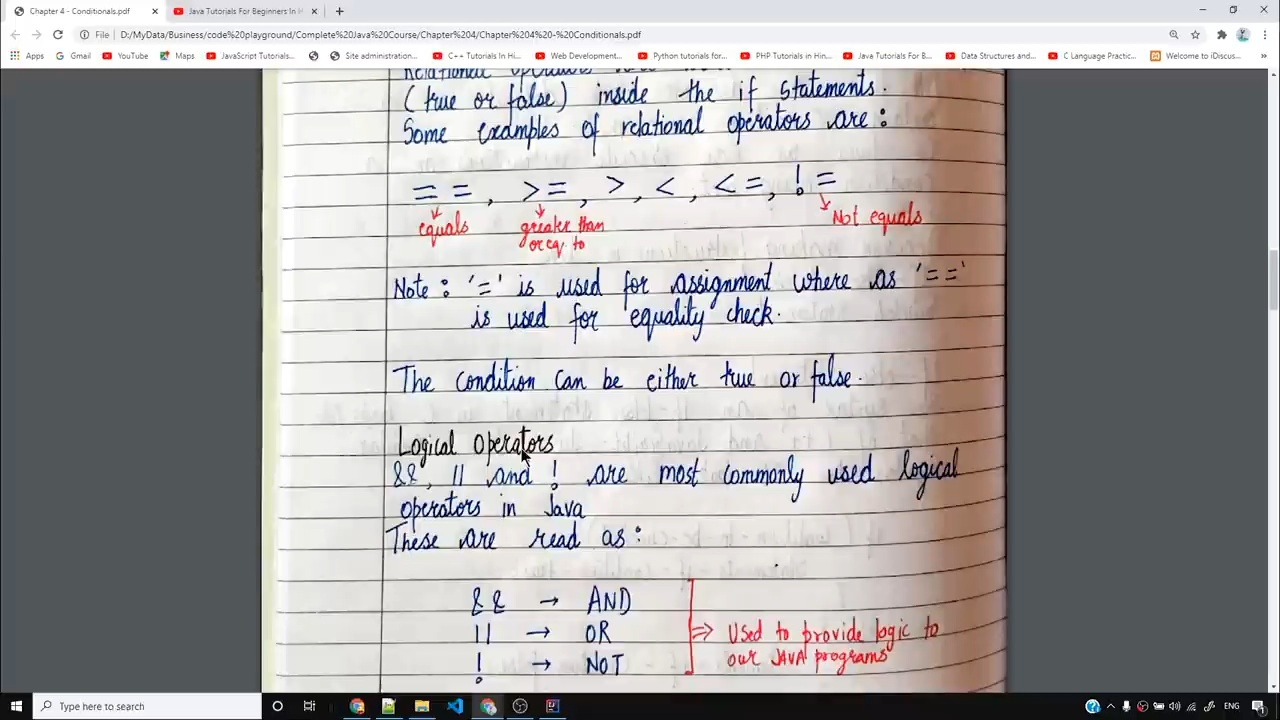 Chapter 4 - Conditionals.pdf
Java Tutorials For Beginners In H
File
D:/MyData/Business/code%20playground/Complete%20Java%20Course/Chapter%204/Chapter%204%20-%20Conditionals.pdf
Apps
Gmail
YouTube
Maps
JavaScript Tutorials...
Site administration...
C++ Tutorials In Hi...
Web Development...
Python tutorials for...
PHP Tutorials in Hin...
Java Tutorials For B...
Data Structures and...
C Language Practic...
Welcome to iDiscus...
Relational operators
(true or false) inside the if statements.
Some examples of relational operators are :
==, >=, >, <, <=, !=
equals
greater than
or eq. to
Not equals
Note : '=' is used for assignment where as '=='
is used for equality check.
The condition can be either true or false.
Logical Operators
&&, || and ! are most commonly used logical
operators in Java
These are read as :
&& → AND
|| → OR
! → NOT
⇒ Used to provide logic to
our JAVA programs
Type here to search
ENG